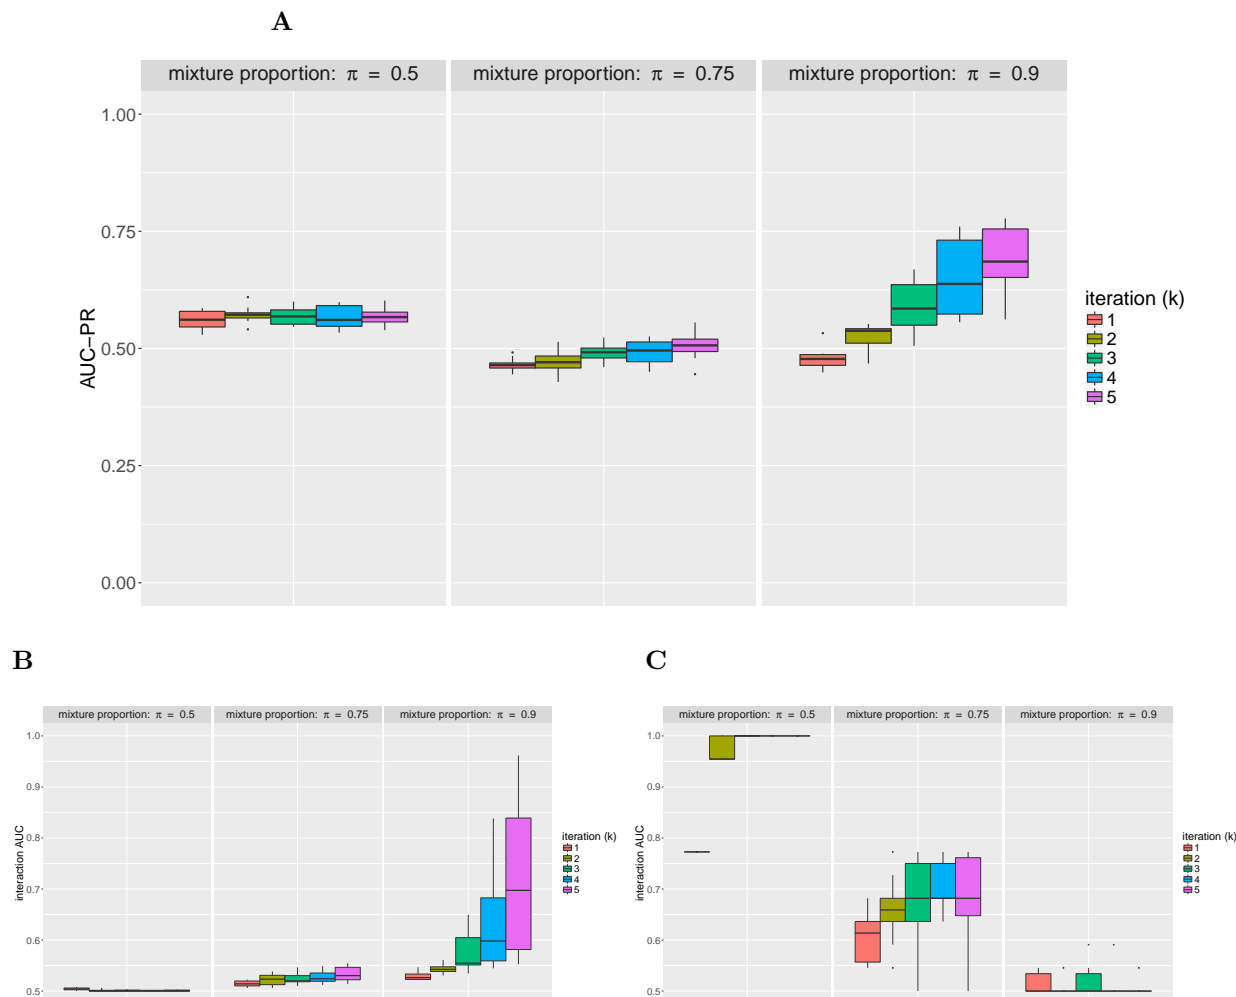 A
mixture proportion: π = 0.5
mixture proportion: π = 0.75
mixture proportion: π = 0.9
1.00
0.75
0.50
0.25
0.00
AUC−PR
iteration (k)
1
2
3
4
5
B
mixture proportion: π = 0.5
mixture proportion: π = 0.75
mixture proportion: π = 0.9
1.0
0.9
0.8
0.7
0.6
0.5
interaction AUC
iteration (k)
1
2
3
4
5
C
mixture proportion: π = 0.5
mixture proportion: π = 0.75
mixture proportion: π = 0.9
1.0
0.9
0.8
0.7
0.6
0.5
interaction AUC
iteration (k)
1
2
3
4
5